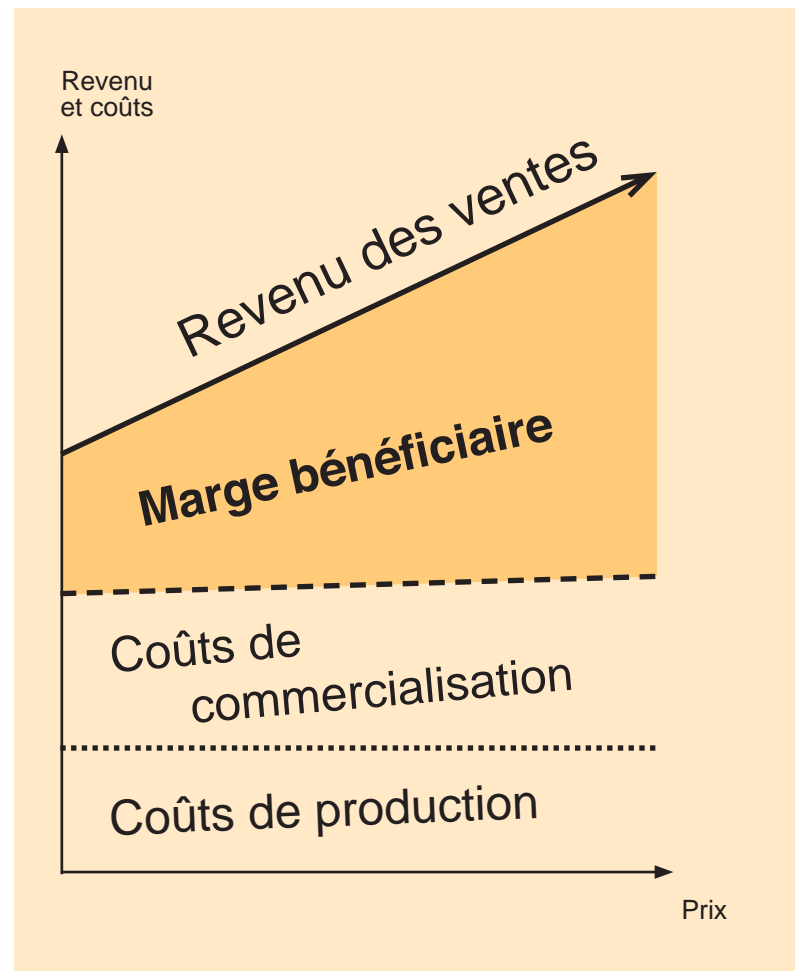 Revenu
et coûts
Revenu des ventes
Marge bénéficiaire
Coûts de
commercialisation
Coûts de production
Prix